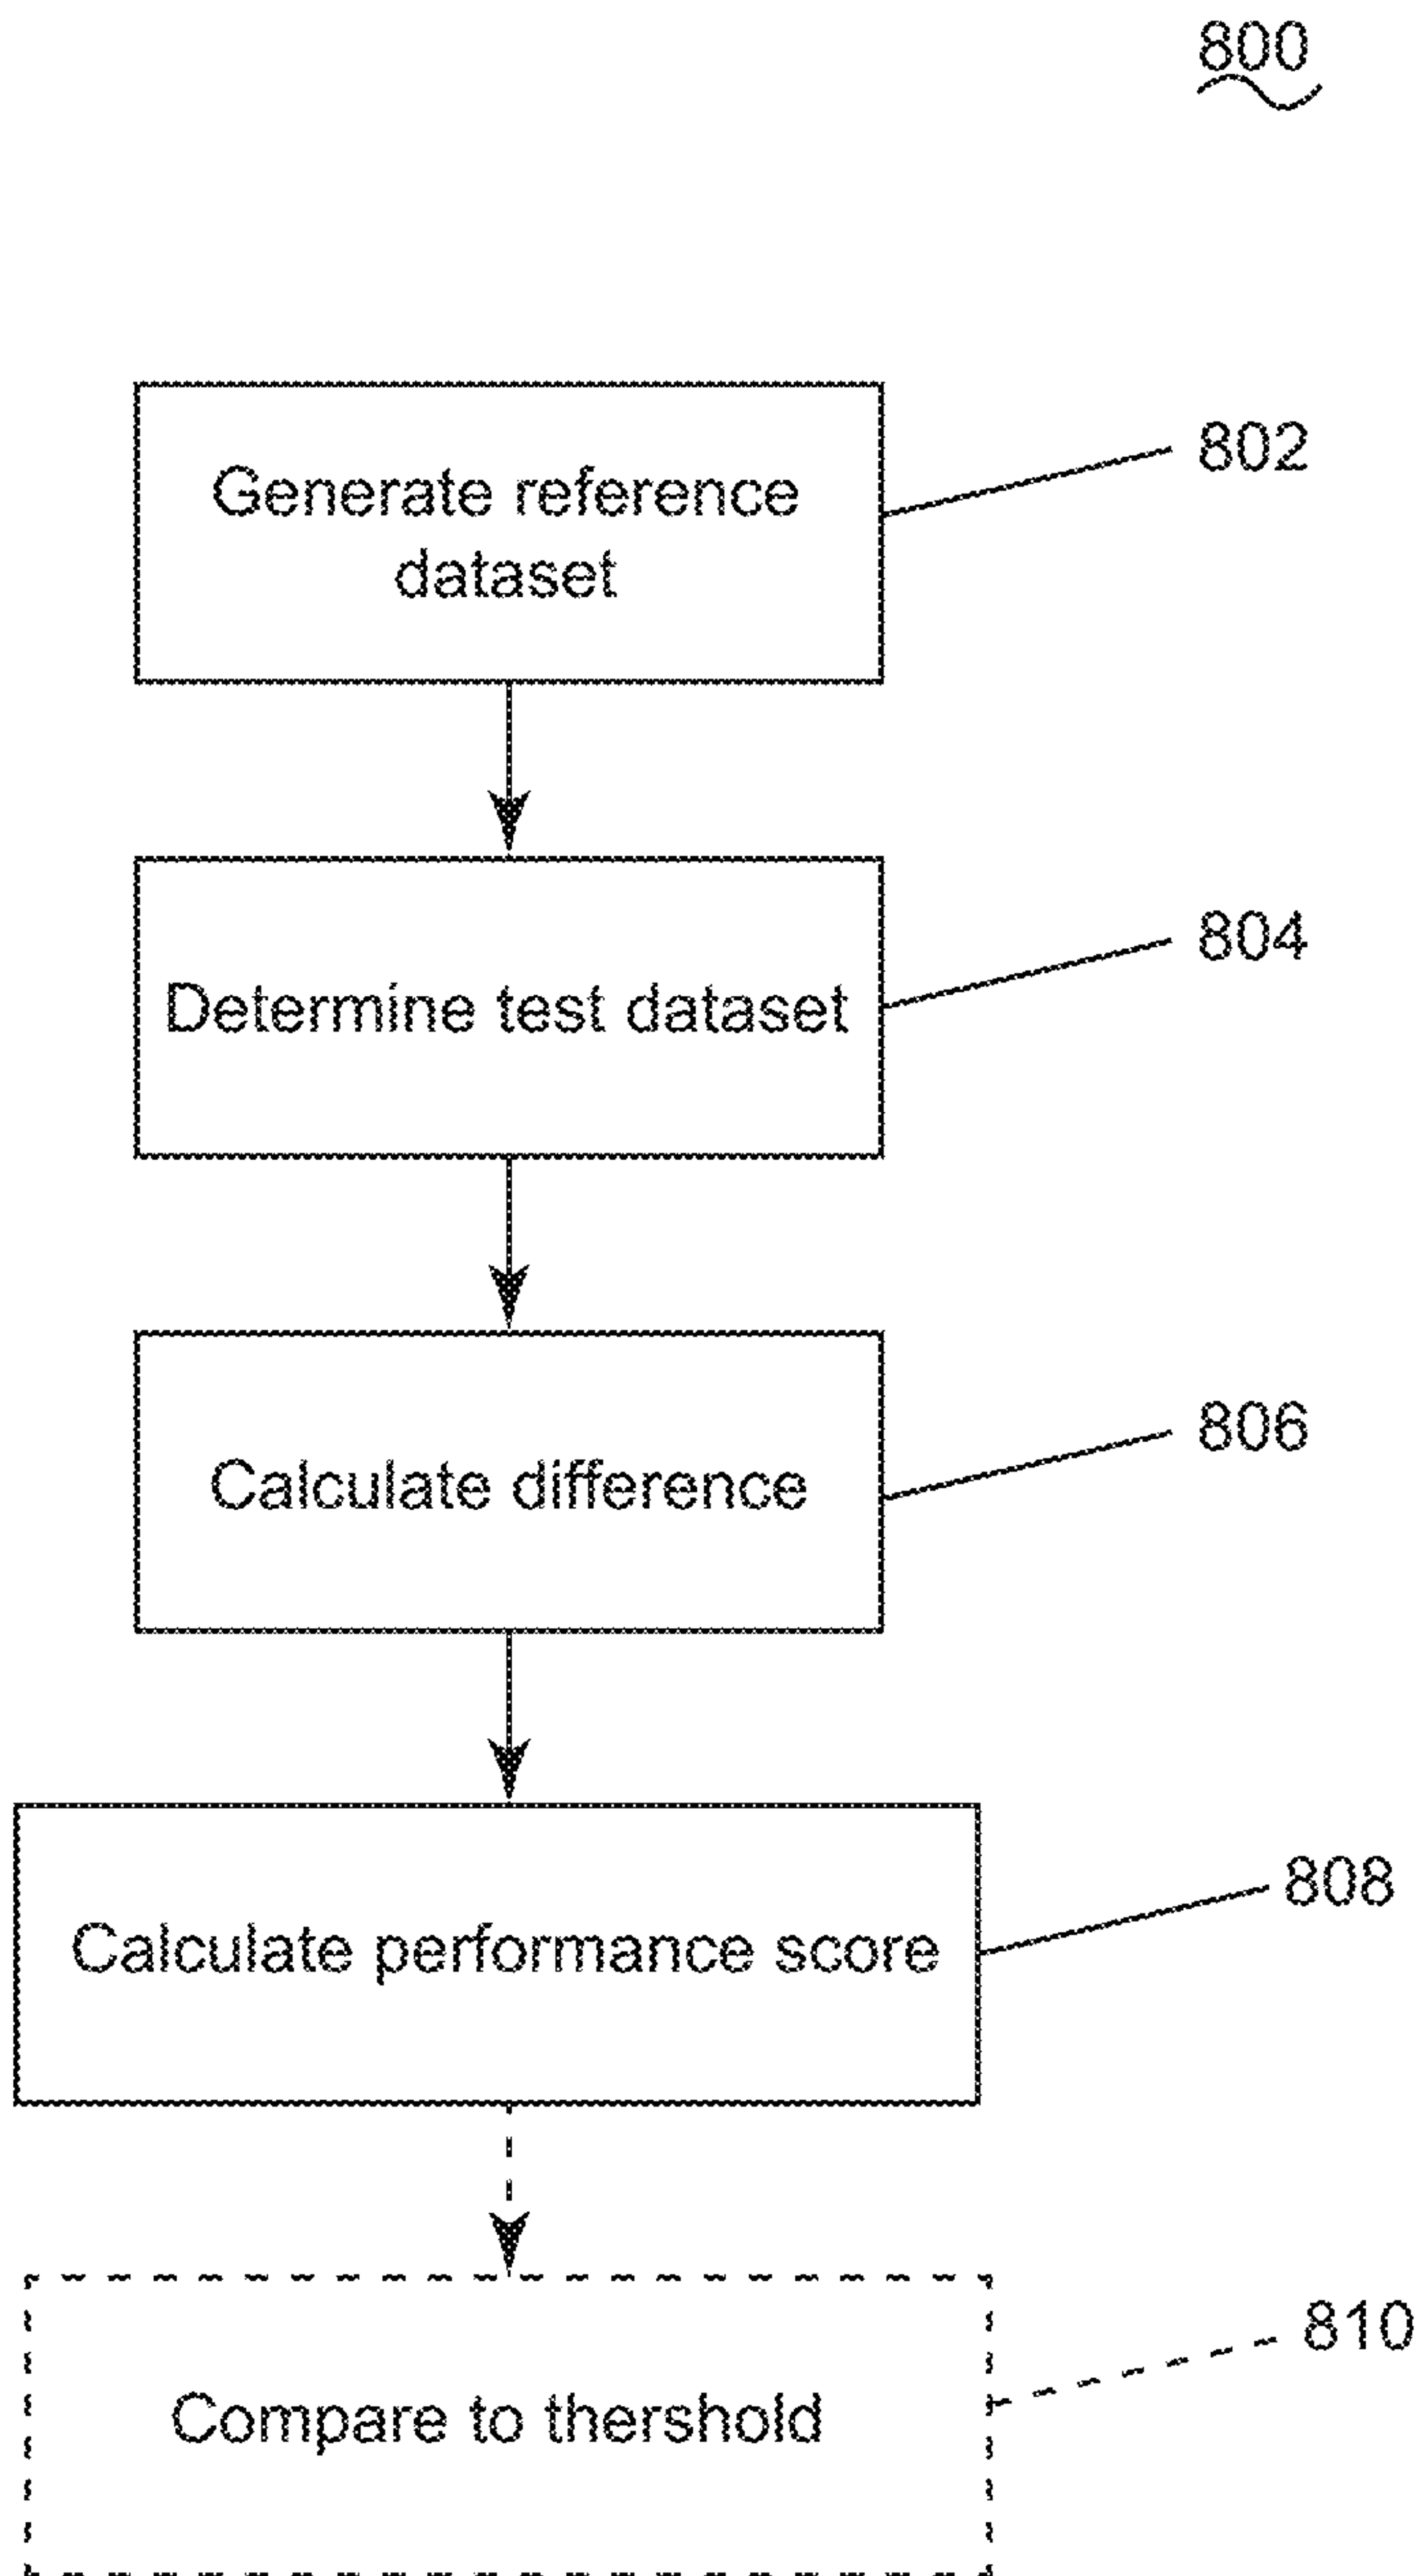 800
Generate reference
dataset
802
Determine test dataset
804
Calculate difference
806
Calculate performance score
808
Compare to thershold
810